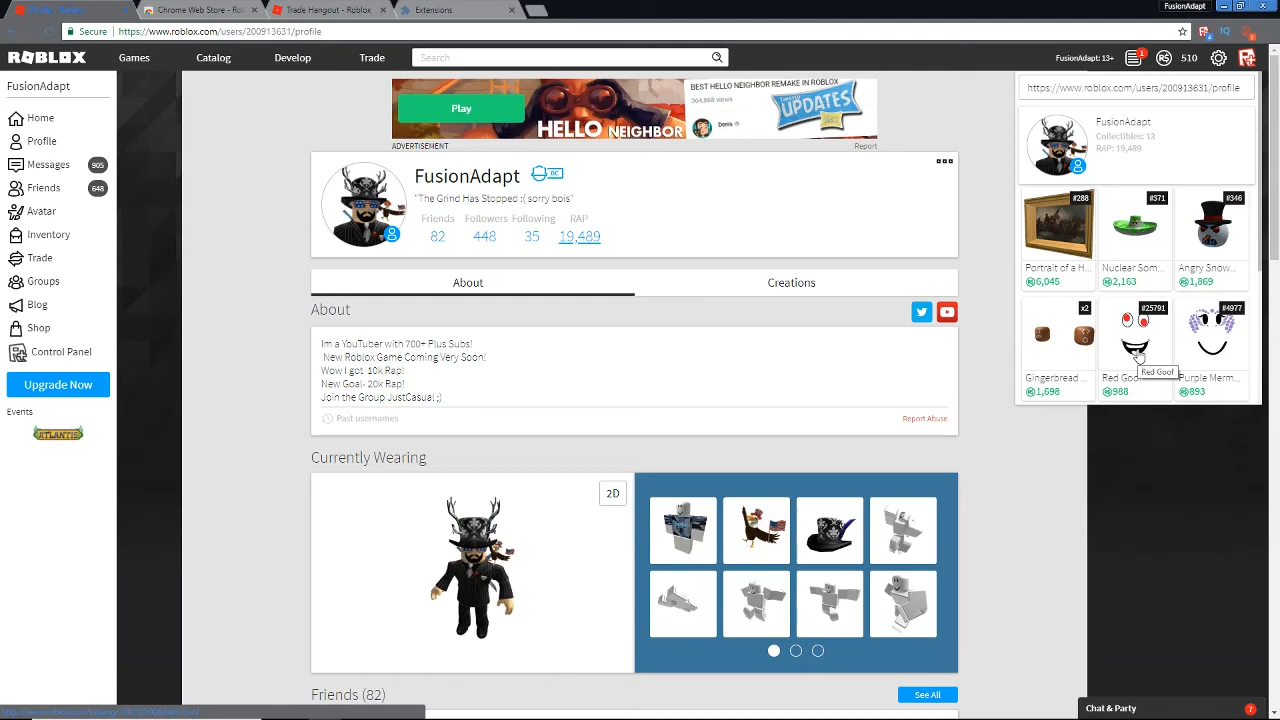 Chrome Web Store - Ro
Trade Hangout - Roblox
Extensions
FusionAdapt
Secure
https://www.roblox.com/users/200913631/profile
ROBLOX
Games
Catalog
Develop
Trade
Search
FusionAdapt: 13+
1
510
FusionAdapt
Home
Profile
Messages
905
Friends
648
Avatar
Inventory
Trade
Groups
Blog
Shop
Control Panel
Upgrade Now
Events
ATLANTIS
Play
HELLO NEIGHBOR
BEST HELLO NEIGHBOR REMAKE IN ROBLOX
364,868 views
Denis
UPDATES
ADVERTISEMENT
Report
FusionAdapt
BC
"The Grind Has Stopped :( sorry bois"
Friends
Followers
Following
RAP
82
448
35
19,489
About
Creations
About
Im a YouTuber with 700+ Plus Subs!
New Roblox Game Coming Very Soon!
Wow I got 10k Rap!
New Goal- 20k Rap!
Join the Group JustCasual ;)
Past usernames
Report Abuse
Currently Wearing
2D
Friends (82)
See All
https://www.roblox.com/users/200913631/profile
FusionAdapt
Collectibles: 13
RAP: 19,489
#288
#371
#346
Portrait of a H...
Nuclear Som...
Angry Snow...
6,045
2,163
1,869
x2
#25791
#4977
Red Goof
Gingerbread ...
Red Goof
Purple Merm...
1,698
988
893
Chat & Party
7